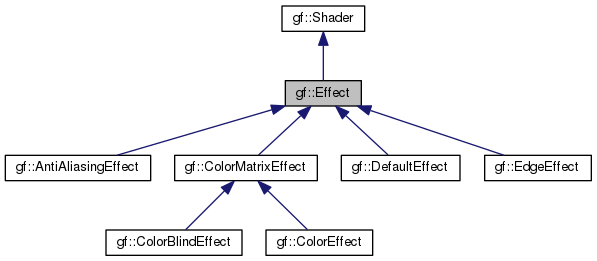 gf::Shader
gf::Effect
gf::AntiAliasingEffect
gf::ColorMatrixEffect
gf::DefaultEffect
gf::EdgeEffect
gf::ColorBlindEffect
gf::ColorEffect